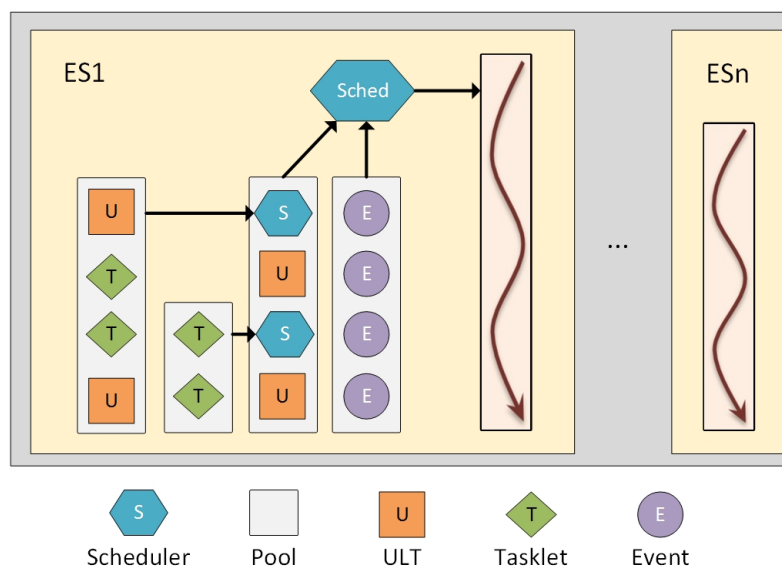 ES1
Sched
ESn
U S E
T U E
...
T T S E
U T U E
S U T E
Scheduler Pool ULT Tasklet Event